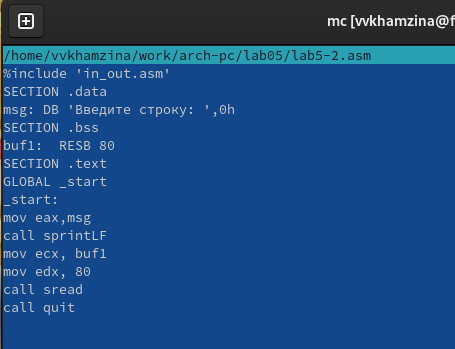 mc [vvkhamzina@f
/home/vvkhamzina/work/arch-pc/lab05/lab5-2.asm
%include 'in_out.asm'
SECTION .data
msg: DB 'Введите строку: ',0h
SECTION .bss
buf1:  RESB 80
SECTION .text
GLOBAL _start
_start:
mov eax,msg
call sprintLF
mov ecx, buf1
mov edx, 80
call sread
call quit